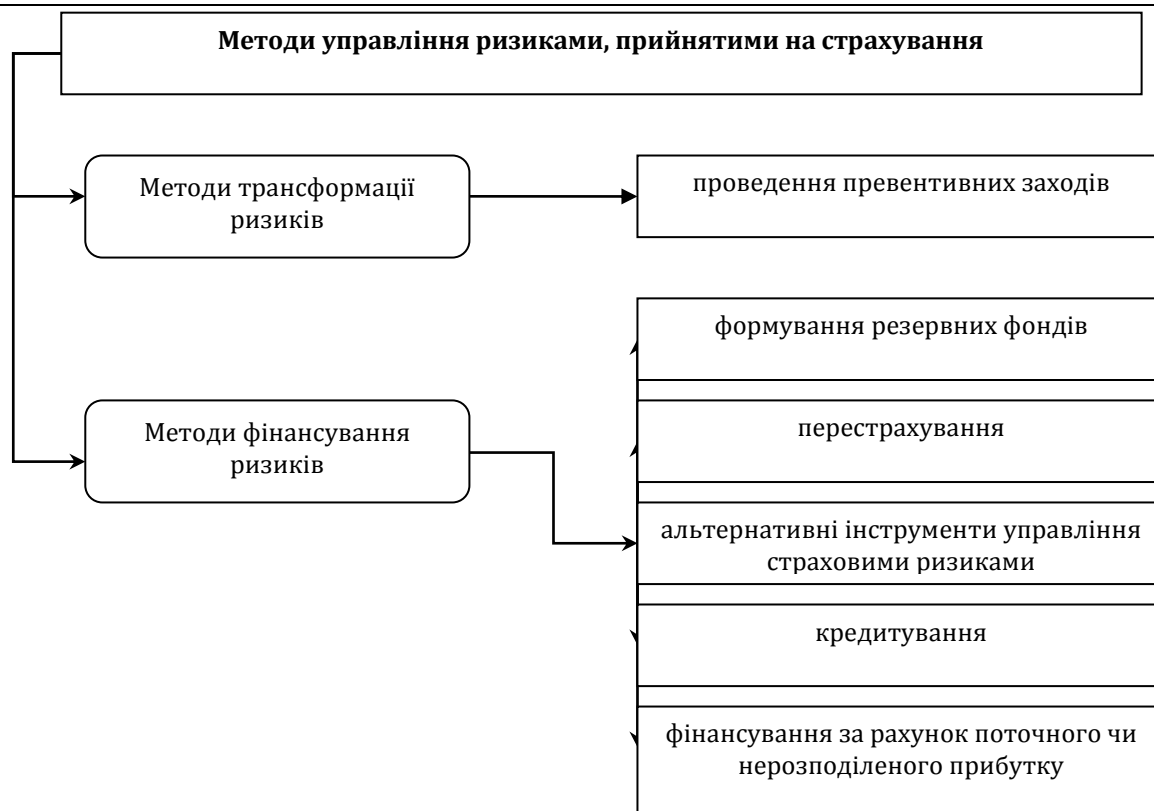 Методи управління ризиками, прийнятими на страхування
Методи трансформації
ризиків
проведення превентивних заходів
формування резервних фондів
Методи фінансування
ризиків
перестрахування
альтернативні інструменти управління
страховими ризиками
кредитування
фінансування за рахунок поточного чи
нерозподіленого прибутку